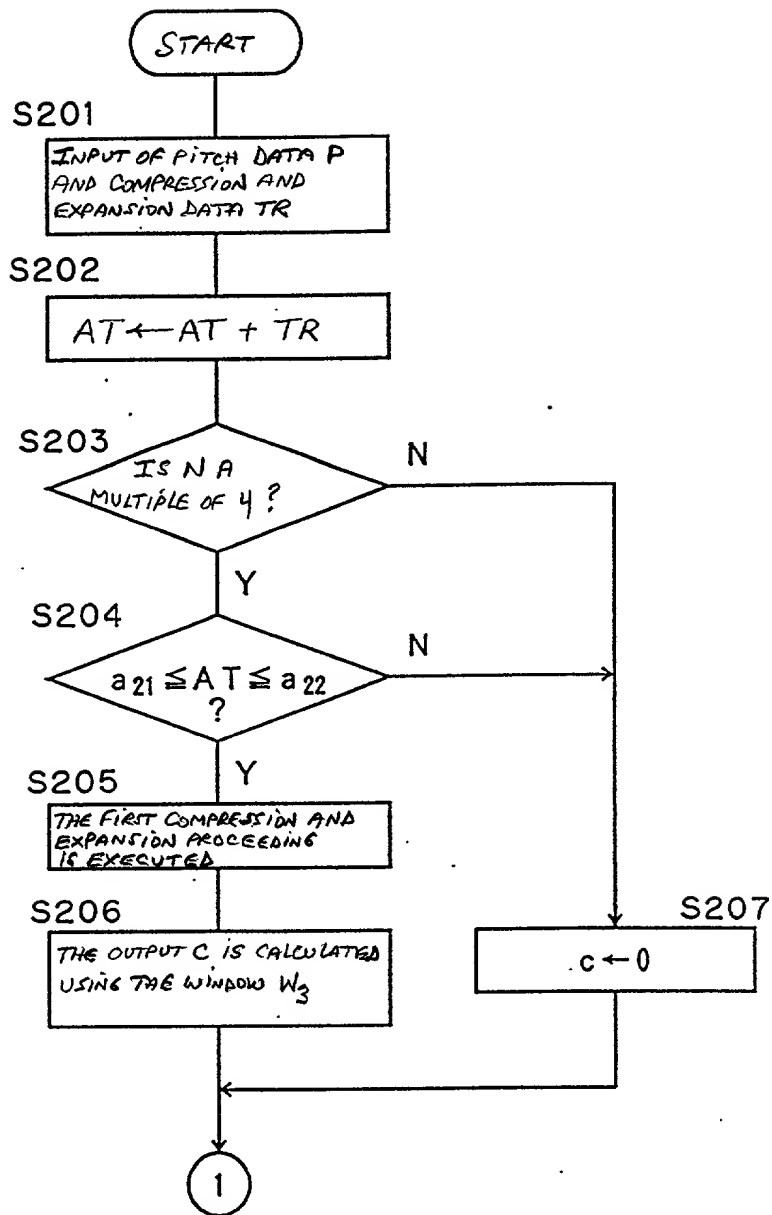 START
S201
INPUT OF PITCH DATA P
AND COMPRESSION AND
EXPANSION DATA TR
S202
AT ← AT + TR
S203
IS N A
MULTIPLE OF 4 ?
N
Y
S204
a21 ≦ AT ≦ a22
?
N
Y
S205
THE FIRST COMPRESSION AND
EXPANSION PROCEEDING
IS EXECUTED
S206
THE OUTPUT C IS CALCULATED
USING THE WINDOW W3
S207
c ← 0
1